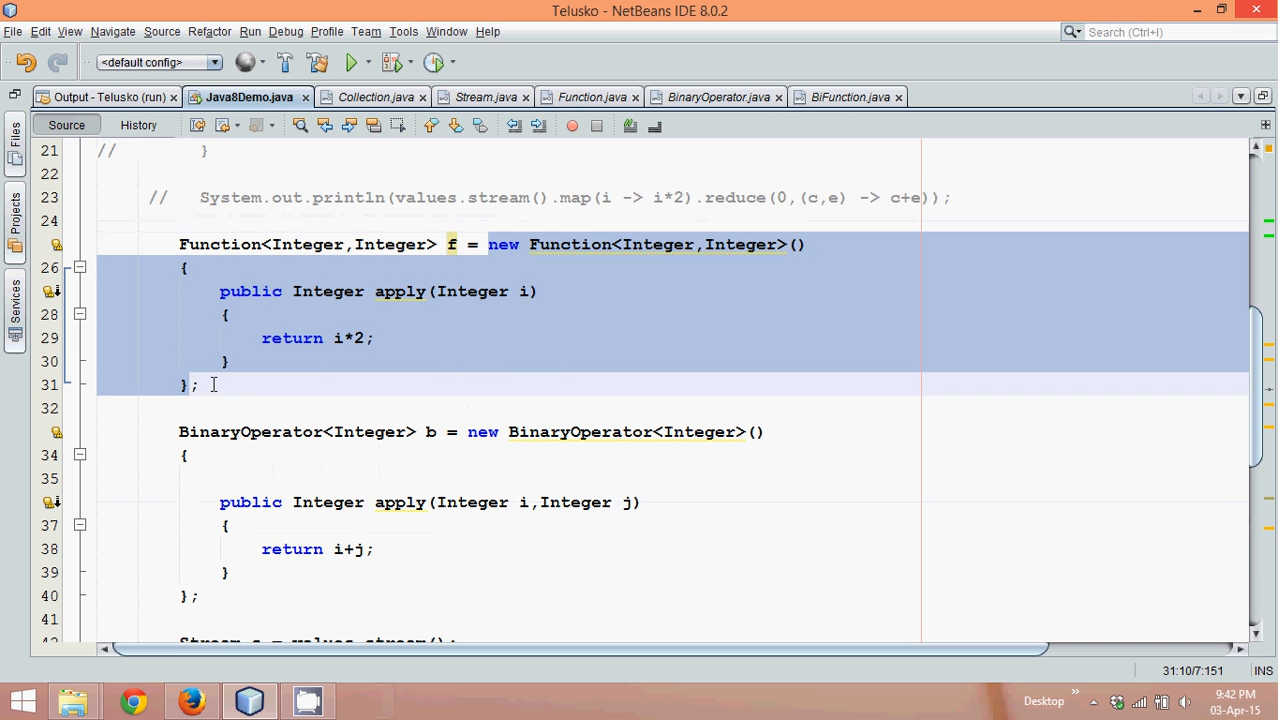 Telusko - NetBeans IDE 8.0.2
File Edit View Navigate Source Refactor Run Debug Profile Team Tools Window Help
Search (Ctrl+I)
<default config>
Output - Telusko (run) Java8Demo.java Collection.java Stream.java Function.java BinaryOperator.java BiFunction.java
Source History
Files
Projects
Services
21 // }
22
23 // System.out.println(values.stream().map(i -> i*2).reduce(0,(c,e) -> c+e));
24
Function<Integer,Integer> f = new Function<Integer,Integer>()
26 {
public Integer apply(Integer i)
28 {
29 return i*2;
30 }
31 };
32
BinaryOperator<Integer> b = new BinaryOperator<Integer>()
34 {
35
public Integer apply(Integer i,Integer j)
37 {
38 return i+j;
39 }
40 };
41
42 Stream s = values.stream();
31:10/7:151 INS
Desktop
9:42 PM
03-Apr-15